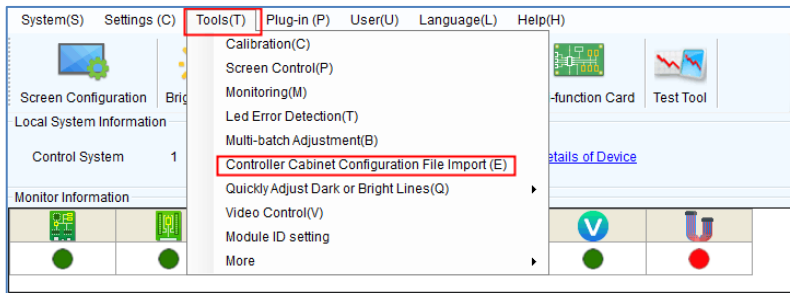 System(S) Settings (C) Tools(T) Plug-in (P) User(U) Language(L) Help(H)
Calibration(C)
Screen Control(P)
Monitoring(M)
Led Error Detection(T)
Multi-batch Adjustment(B)
Controller Cabinet Configuration File Import (E)
Quickly Adjust Dark or Bright Lines(Q)
Video Control(V)
Module ID setting
More
Screen Configuration Brig -function Card Test Tool
Local System Information
Control System 1 etails of Device
Monitor Information
V